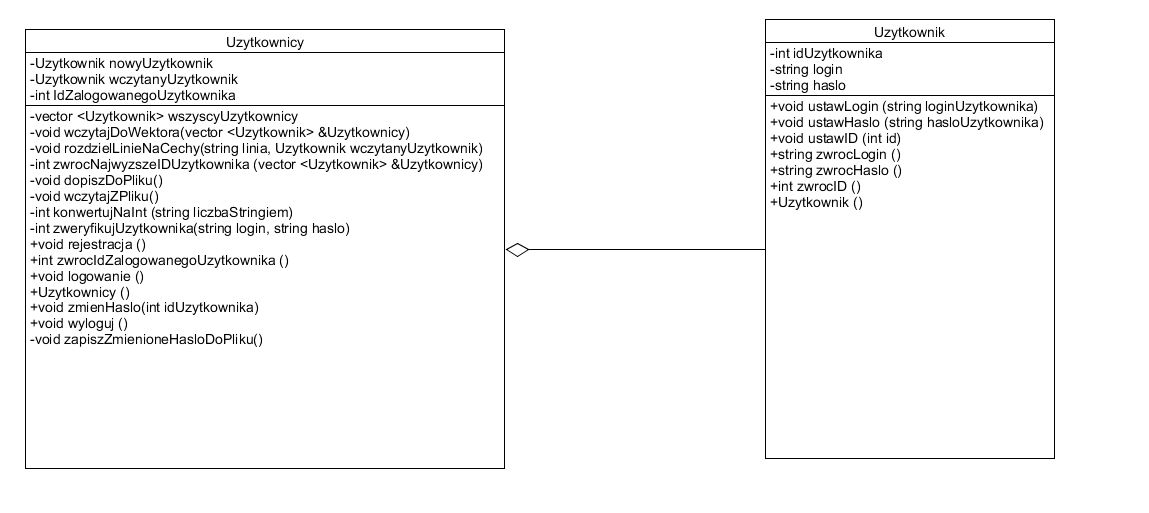 Uzytkownicy
-Uzytkownik nowyUzytkownik
-Uzytkownik wczytanyUzytkownik
-int IdZalogowanegoUzytkownika
-vector <Uzytkownik> wszyscyUzytkownicy
-void wczytajDoWektora(vector <Uzytkownik> &Uzytkownicy)
-void rozdzielLinieNaCechy(string linia, Uzytkownik wczytanyUzytkownik)
-int zwrocNajwyzszeIDUzytkownika (vector <Uzytkownik> &Uzytkownicy)
-void dopiszDoPliku()
-void wczytajZPliku()
-int konwertujNaInt (string liczbaStringiem)
-int zweryfikujUzytkownika(string login, string haslo)
+void rejestracja ()
+int zwrocIdZalogowanegoUzytkownika ()
+void logowanie ()
+Uzytkownicy ()
+void zmienHaslo(int idUzytkownika)
+void wyloguj ()
-void zapiszZmienioneHasloDoPliku()
Uzytkownik
-int idUzytkownika
-string login
-string haslo
+void ustawLogin (string loginUzytkownika)
+void ustawHaslo (string hasloUzytkownika)
+void ustawID (int id)
+string zwrocLogin ()
+string zwrocHaslo ()
+int zwrocID ()
+Uzytkownik ()